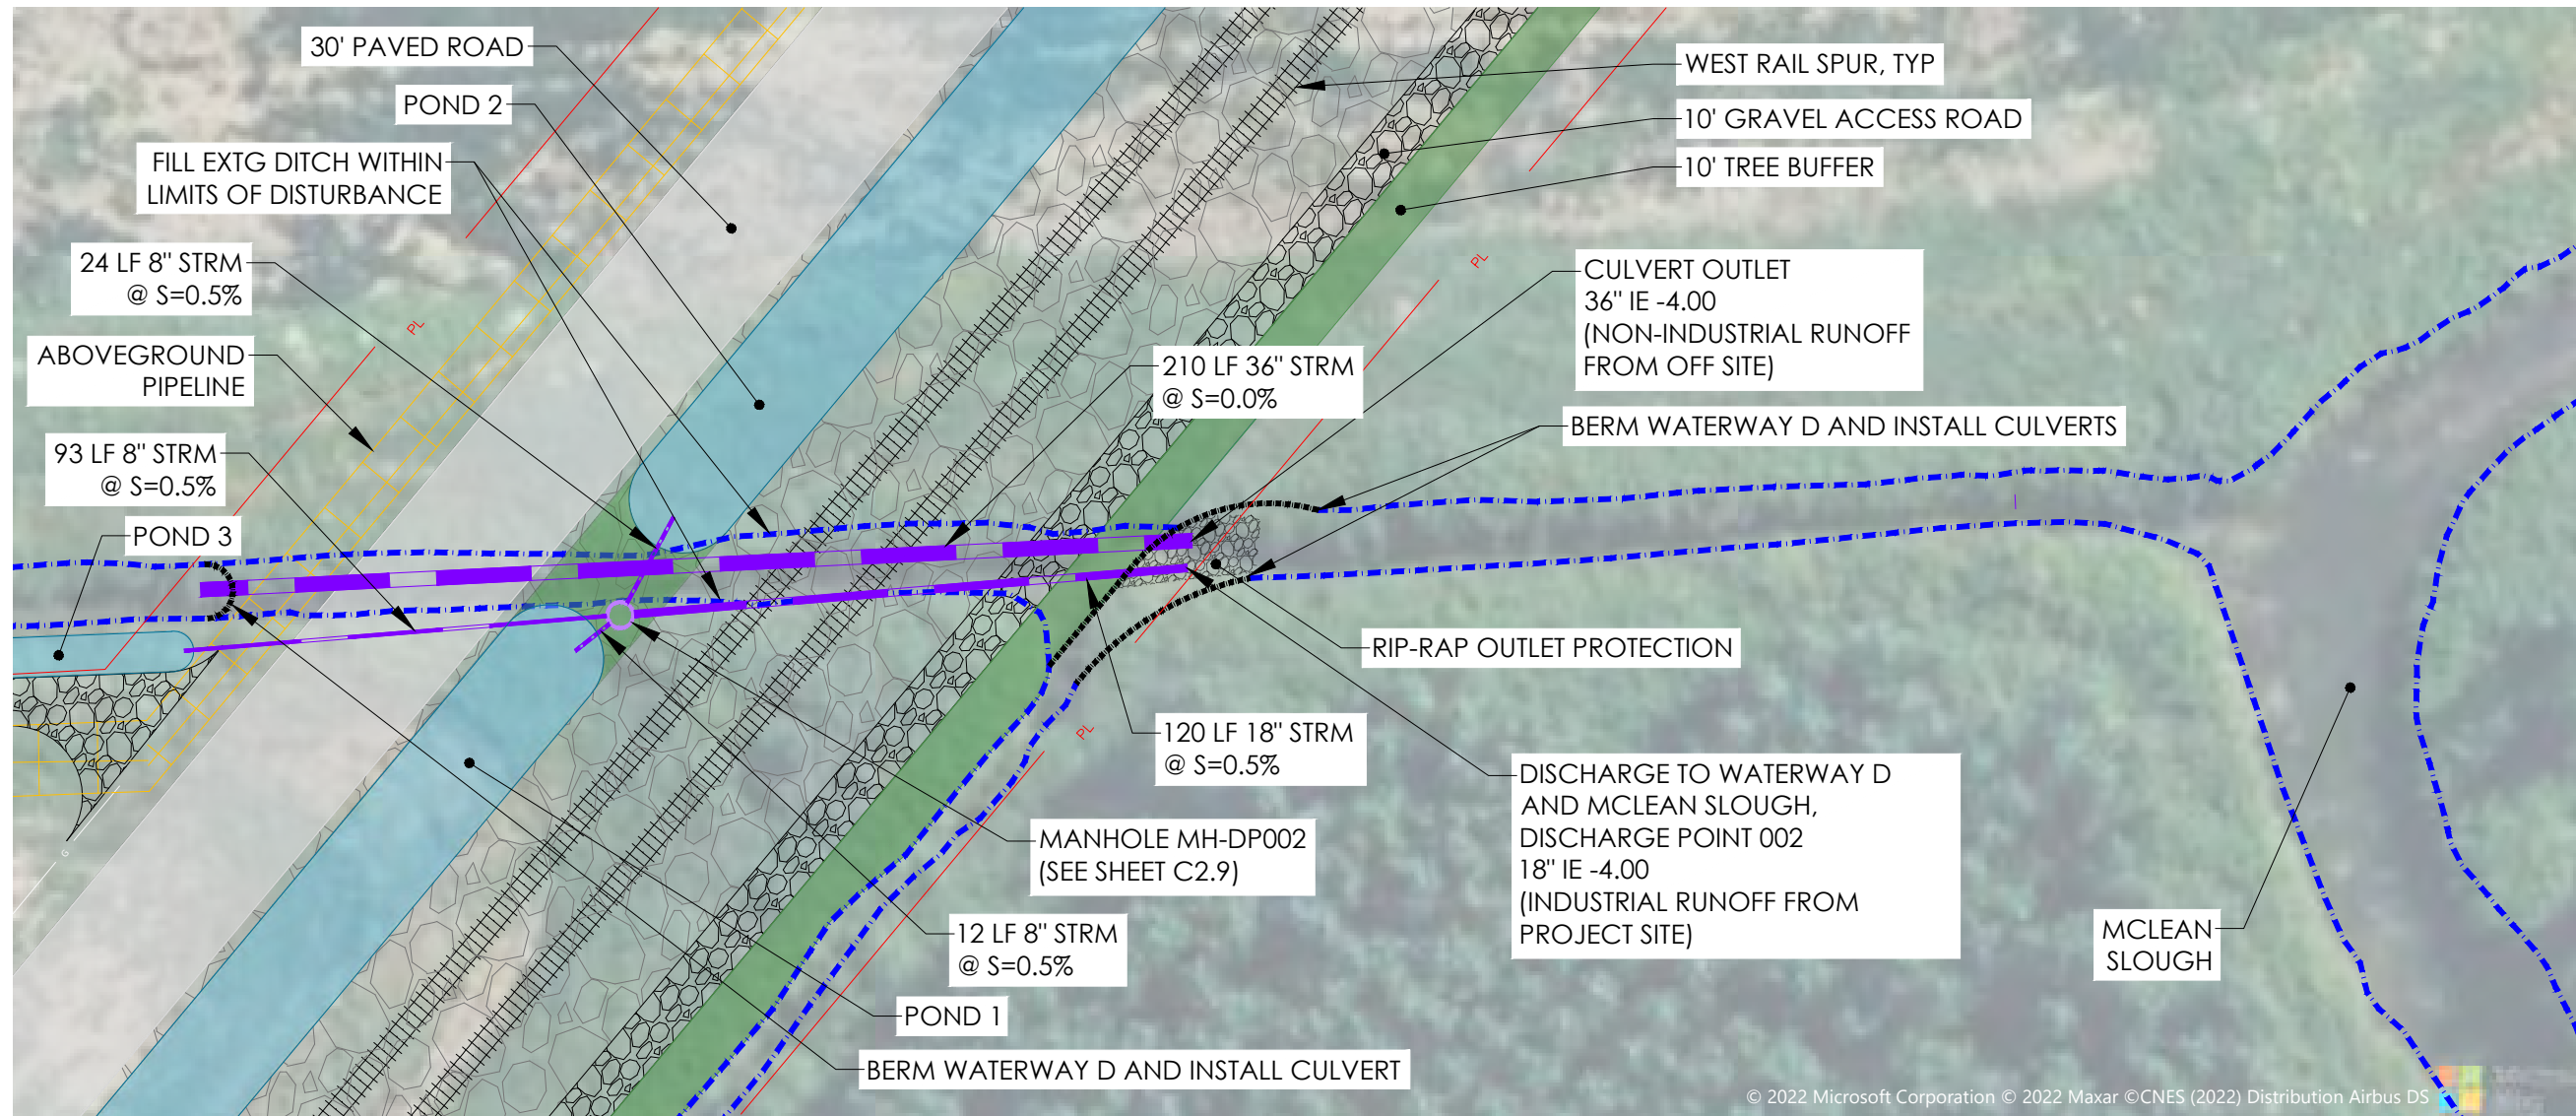 30' PAVED ROAD
POND 2
FILL EXTG DITCH WITHIN
LIMITS OF DISTURBANCE
24 LF 8" STRM
@ S=0.5%
PL
ABOVEGROUND
PIPELINE
93 LF 8" STRM
@ S=0.5%
POND 3
WEST RAIL SPUR, TYP
10' GRAVEL ACCESS ROAD
10' TREE BUFFER
PL
CULVERT OUTLET
36" IE -4.00
(NON-INDUSTRIAL RUNOFF
FROM OFF SITE)
210 LF 36" STRM
@ S=0.0%
BERM WATERWAY D AND INSTALL CULVERTS
RIP-RAP OUTLET PROTECTION
PL
120 LF 18" STRM
@ S=0.5%
DISCHARGE TO WATERWAY D
AND MCLEAN SLOUGH,
DISCHARGE POINT 002
18" IE -4.00
(INDUSTRIAL RUNOFF FROM
PROJECT SITE)
MANHOLE MH-DP002
(SEE SHEET C2.9)
G
12 LF 8" STRM
@ S=0.5%
MCLEAN
SLOUGH
POND 1
BERM WATERWAY D AND INSTALL CULVERT
© 2022 Microsoft Corporation © 2022 Maxar ©CNES (2022) Distribution Airbus DS